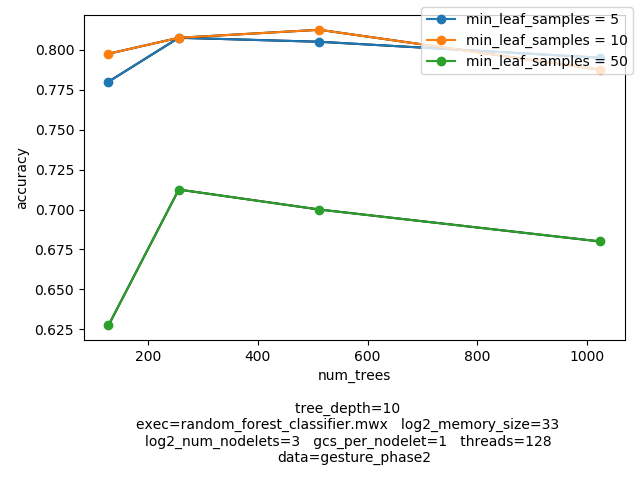 min_leaf_samples = 5
min_leaf_samples = 10
min_leaf_samples = 50
0.800
0.775
0.750
0.725
0.700
0.675
0.650
0.625
accuracy
200 400 600 800 1000
num_trees
tree_depth=10
exec=random_forest_classifier.mwx log2_memory_size=33
log2_num_nodelets=3 gcs_per_nodelet=1 threads=128
data=gesture_phase2